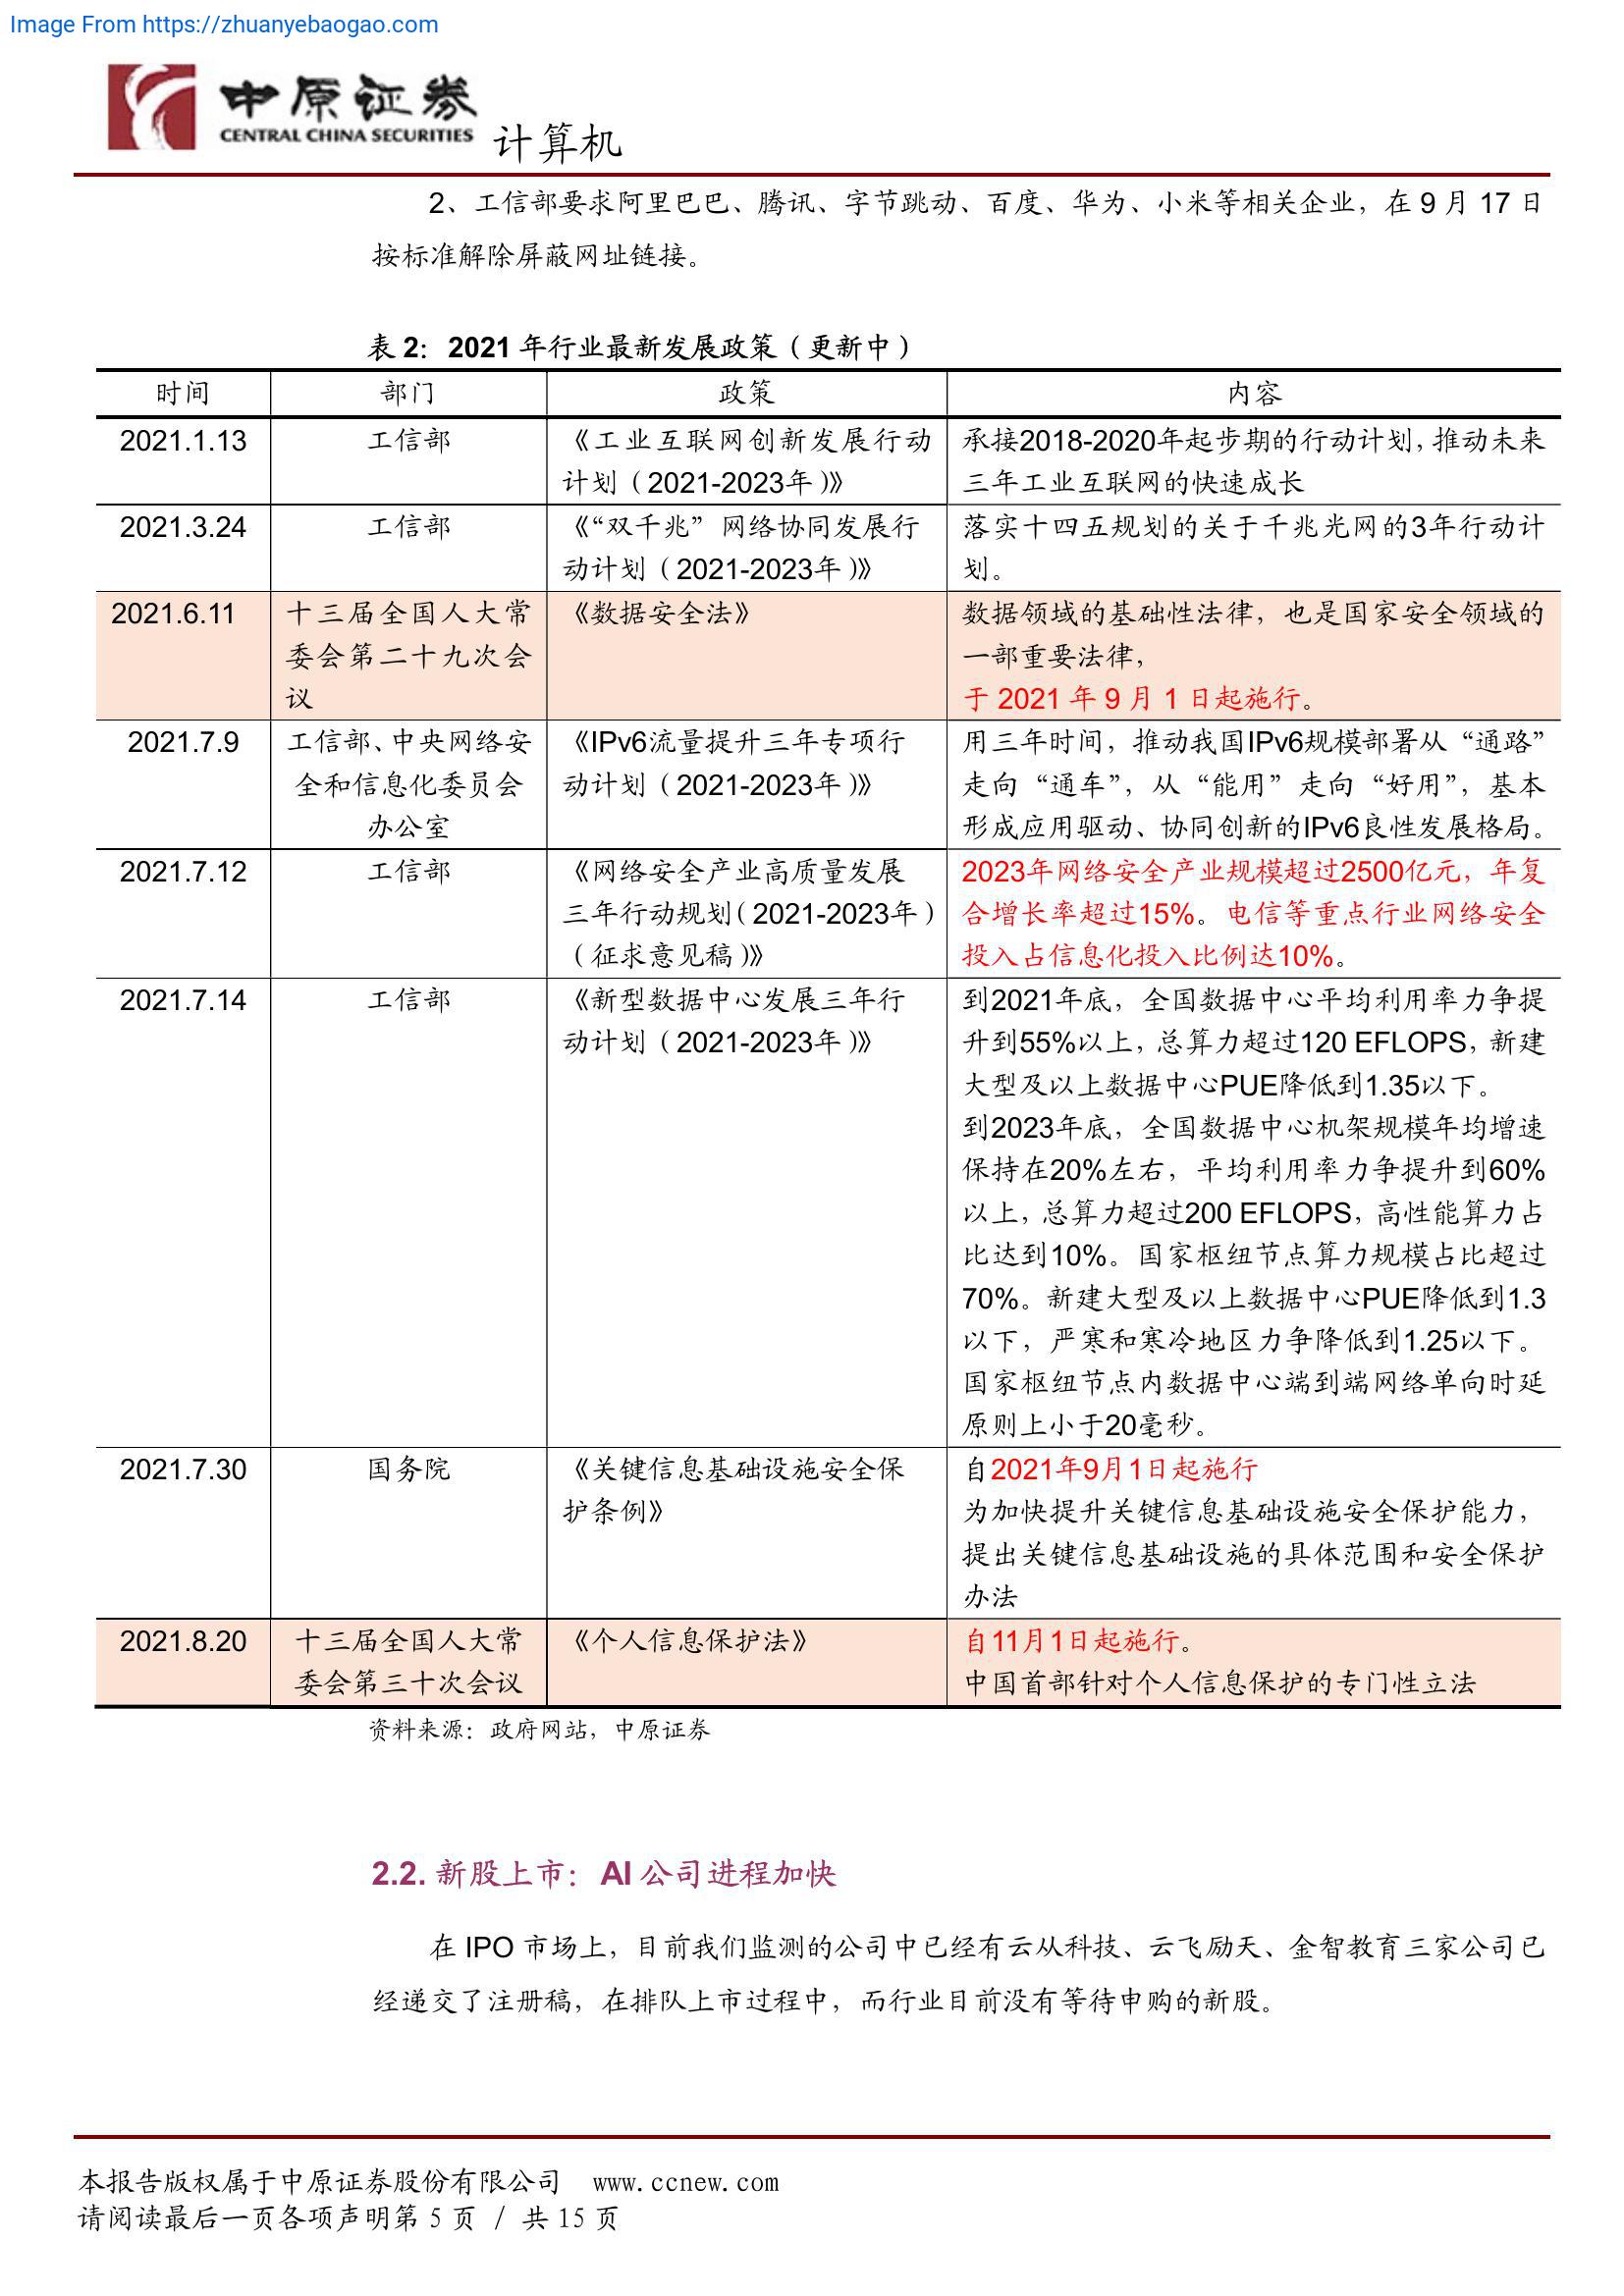 Image From https://zhuanyebaogao.com
中原证券
CENTRAL CHINA SECURITIES
计算机
2、工信部要求阿里巴巴、腾讯、字节跳动、百度、华为、小米等相关企业，在 9 月 17 日
按标准解除屏蔽网址链接。
表 2：2021 年行业最新发展政策（更新中）
时间 部门 政策 内容
2021.1.13 工信部 《工业互联网创新发展行动 承接2018-2020年起步期的行动计划，推动未来
计划（2021-2023年）》 三年工业互联网的快速成长
2021.3.24 工信部 《“双千兆” 网络协同发展行 落实十四五规划的关于千兆光网的3年行动计
动计划（2021-2023年）》 划。
2021.6.11 十三届全国人大常 《数据安全法》 数据领域的基础性法律，也是国家安全领域的
委会第二十九次会 一部重要法律，
议 于 2021 年 9 月 1 日起施行。
2021.7.9 工信部、中央网络安 《IPv6流量提升三年专项行 用三年时间，推动我国IPv6规模部署从“通路”
全和信息化委员会 动计划（2021-2023年）》 走向“通车”，从“能用”走向“好用”，基本
办公室 形成应用驱动、协同创新的IPv6良性发展格局。
2021.7.12 工信部 《网络安全产业高质量发展 2023年网络安全产业规模超过2500亿元，年复
三年行动规划（2021-2023年） 合增长率超过15%。电信等重点行业网络安全
（征求意见稿）》 投入占信息化投入比例达10%。
2021.7.14 工信部 《新型数据中心发展三年行 到2021年底，全国数据中心平均利用率力争提
动计划（2021-2023年）》 升到55%以上，总算力超过120 EFLOPS，新建
大型及以上数据中心PUE降低到1.35以下。
到2023年底，全国数据中心机架规模年均增速
保持在20%左右，平均利用率力争提升到60%
以上，总算力超过200 EFLOPS，高性能算力占
比达到10%。国家枢纽节点算力规模占比超过
70%。新建大型及以上数据中心PUE降低到1.3
以下，严寒和寒冷地区力争降低到1.25以下。
国家枢纽节点内数据中心端到端网络单向时延
原则上小于20毫秒。
2021.7.30 国务院 《关键信息基础设施安全保 自2021年9月1日起施行
护条例》 为加快提升关键信息基础设施安全保护能力，
提出关键信息基础设施的具体范围和安全保护
办法
2021.8.20 十三届全国人大常 《个人信息保护法》 自11月1日起施行。
委会第三十次会议 中国首部针对个人信息保护的专门性立法
资料来源：政府网站，中原证券
2.2. 新股上市：AI 公司进程加快
在 IPO 市场上，目前我们监测的公司中已经有云从科技、云飞励天、金智教育三家公司已
经递交了注册稿，在排队上市过程中，而行业目前没有等待申购的新股。
本报告版权属于中原证券股份有限公司 www.ccnew.com
请阅读最后一页各项声明第 5 页 / 共 15 页